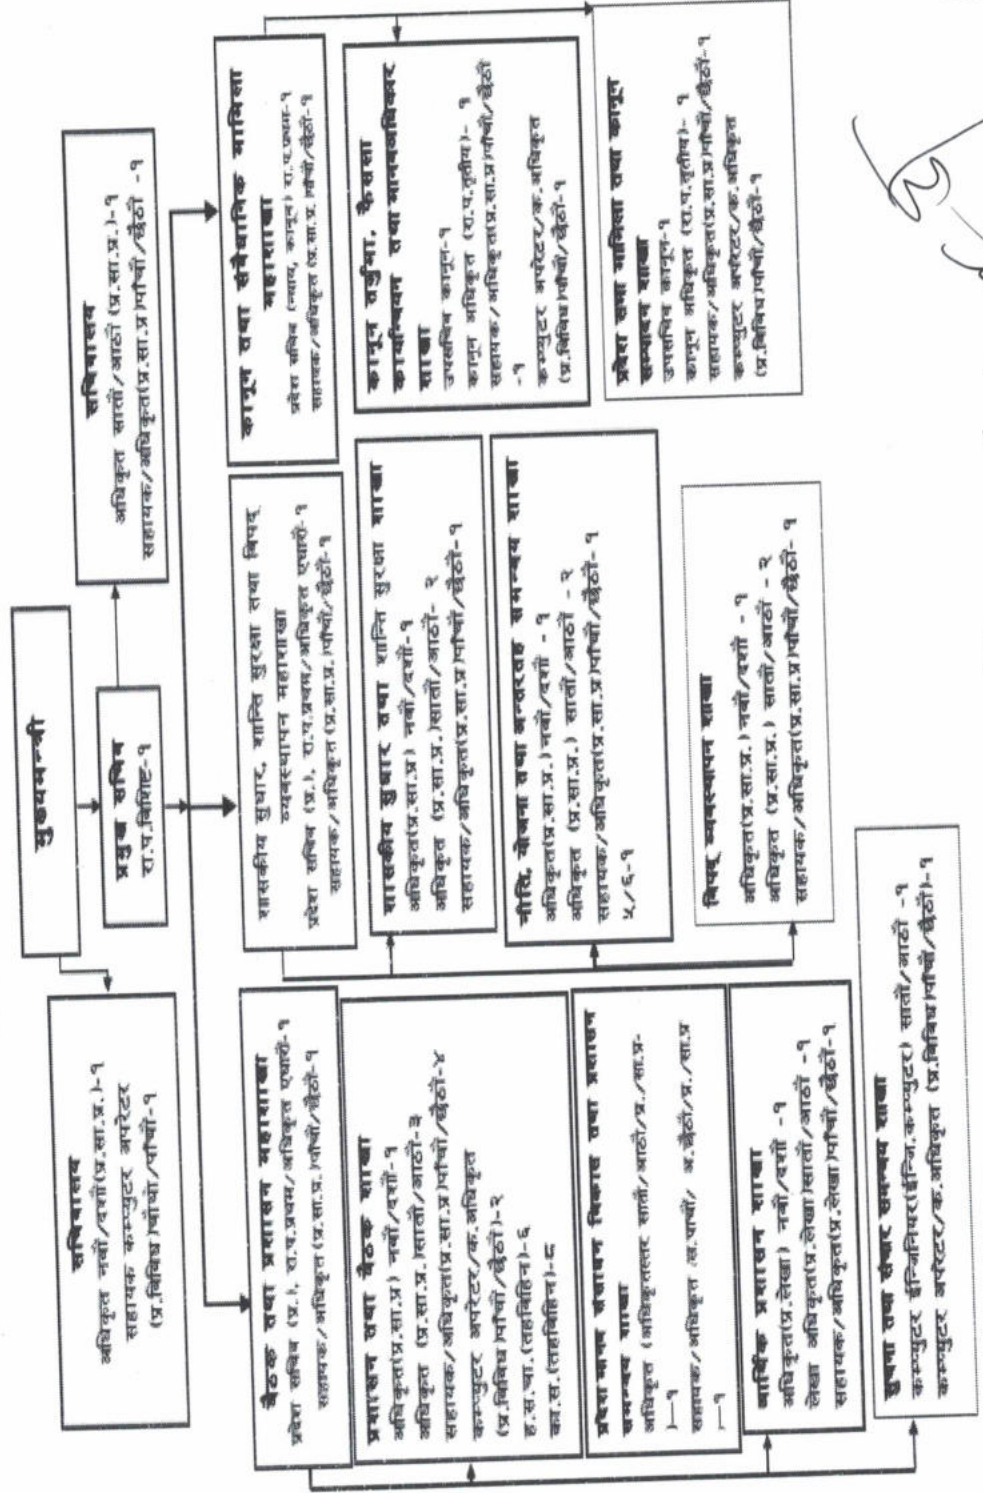 मुख्यमन्त्री
सचिवालय
अधिकृत नवौं/दशौं(प्र.सा.प्र.)-१
सहायक कम्प्युटर अपरेटर
(प्र.विविध)चौथा/पाँचौ-१
प्रमुख सचिव
रा.प.विशिष्ट-१
सचिवालय
अधिकृत सातौं/आठौं (प्र.सा.प्र.)-१
सहायक/अधिकृत(प्र.सा.प्र)पाँचौ/छैठौं -१
बैठक तथा प्रशासन महाशाखा
प्रदेश सचिव (प्र.), रा.प.प्रथम/अधिकृत एघारौं-१
सहायक/अधिकृत(प्र.सा.प्र.)पाँचौ/छैठौं-१
प्रशासन तथा बैठक शाखा
अधिकृत(प्र.सा.प्र) नवौं/दशौं-१
अधिकृत (प्र.सा.प्र.)सातौं/आठौं-३
सहायक/अधिकृत(प्र.सा.प्र)पाँचौ/छैठौं-४
कम्प्युटर अपरेटर/क.अधिकृत
(प्र.विविध)पाँचौ/छैठौं)-२
ह.स.चा.(तहविहिन)-६
का.स.(तहविहिन)-८
प्रदेश मानव संशाधन विकास तथा प्रशासन
समन्वय शाखा
अधिकृत (अधिकृतस्तर सातौं/आठौं/प्र./सा.प्र-
)-१
सहायक/अधिकृत /स.पाचौ/ अ.छैठौं/प्र./सा.प्र
)-१
आर्थिक प्रशासन शाखा
अधिकृत(प्र.लेखा) नवौं/दशौं -१
लेखा अधिकृत(प्र.लेखा)सातौं/आठौं -१
सहायक/अधिकृत(प्र.लेखा)पाँचौ/छैठौं-१
सूचना तथा संचार समन्वय शाखा
कम्प्युटर इन्जिनियर(इन्जि.कम्प्युटर) सातौं/आठौं -१
कम्प्युटर अपरेटर/क.अधिकृत (प्र.विविध)पाँचौ/छैठौं)-१
शासकीय सुधार, शान्ति सुरक्षा तथा विपद्
व्यवस्थापन महाशाखा
प्रदेश सचिव (प्र.), रा.प.प्रथम/अधिकृत एघारौं-१
सहायक/अधिकृत(प्र.सा.प्र.)पाँचौ/छैठौं-१
शासकीय सुधार तथा शान्ति सुरक्षा शाखा
अधिकृत(प्र.सा.प्र) नवौं/दशौं-१
अधिकृत (प्र.सा.प्र.)सातौं/आठौं- २
सहायक/अधिकृत(प्र.सा.प्र)पाँचौ/छैठौं-१
नीति, योजना तथा अन्तरतह समन्वय शाखा
अधिकृत(प्र.सा.प्र.)नवौं/दशौं -१
अधिकृत (प्र.सा.प्र.) सातौं/आठौं - २
सहायक/अधिकृत(प्र.सा.प्र)पाँचौ/छैठौं- १
५/६-१
विपद् व्यवस्थापन शाखा
अधिकृत(प्र.सा.प्र.)नवौं/दशौं -१
अधिकृत (प्र.सा.प्र.) सातौं/आठौं - २
सहायक/अधिकृत(प्र.सा.प्र)पाँचौ/छैठौं- १
कानून तथा संबैधानिक मामिला
महाशाखा
प्रदेश सचिव (न्याय, कानून) रा.प.प्रथम-१
सहायक/अधिकृत (प्र.सा.प्र.)पाँचौ/छैठौं-१
कानून तर्जुमा, फैसला
कार्यान्वयन तथा मानवअधिकार
शाखा
उपसचिव कानून-१
कानून अधिकृत (रा.प.तृतीय)- १
सहायक/अधिकृत(प्र.सा.प्र)पाँचौ/छैठौं
-१
कम्प्युटर अपरेटर/क.अधिकृत
(प्र.विविध)पाँचौ/छैठौं-१
प्रदेश सभा मामिला तथा कानून
सम्पादन शाखा
उपसचिव कानून-१
कानून अधिकृत (रा.प.तृतीय)- १
सहायक/अधिकृत(प्र.सा.प्र)पाँचौ/छैठौं-१
कम्प्युटर अपरेटर/क.अधिकृत
(प्र.विविध)पाँचौ/छैठौं-१